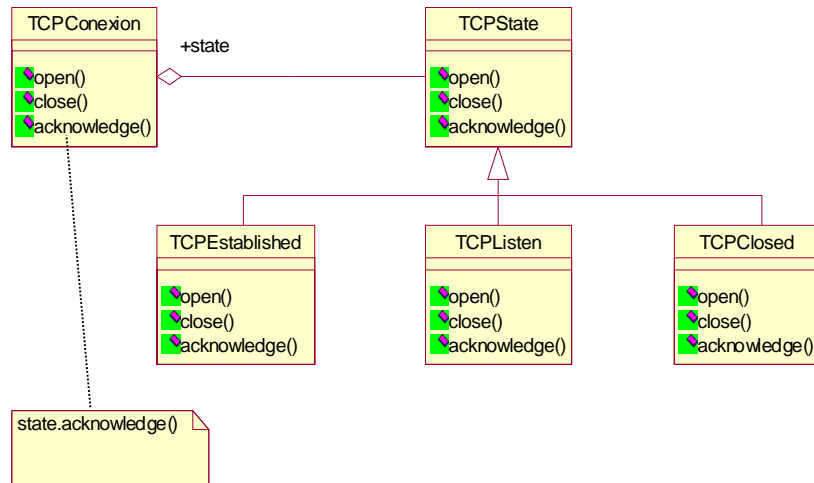 TCPConexion
open()
close()
acknowledge()
+state
TCPState
open()
close()
acknowledge()
TCPEstablished
open()
close()
acknowledge()
TCPListen
open()
close()
acknowledge()
TCPClosed
open()
close()
acknowledge()
state.acknowledge()